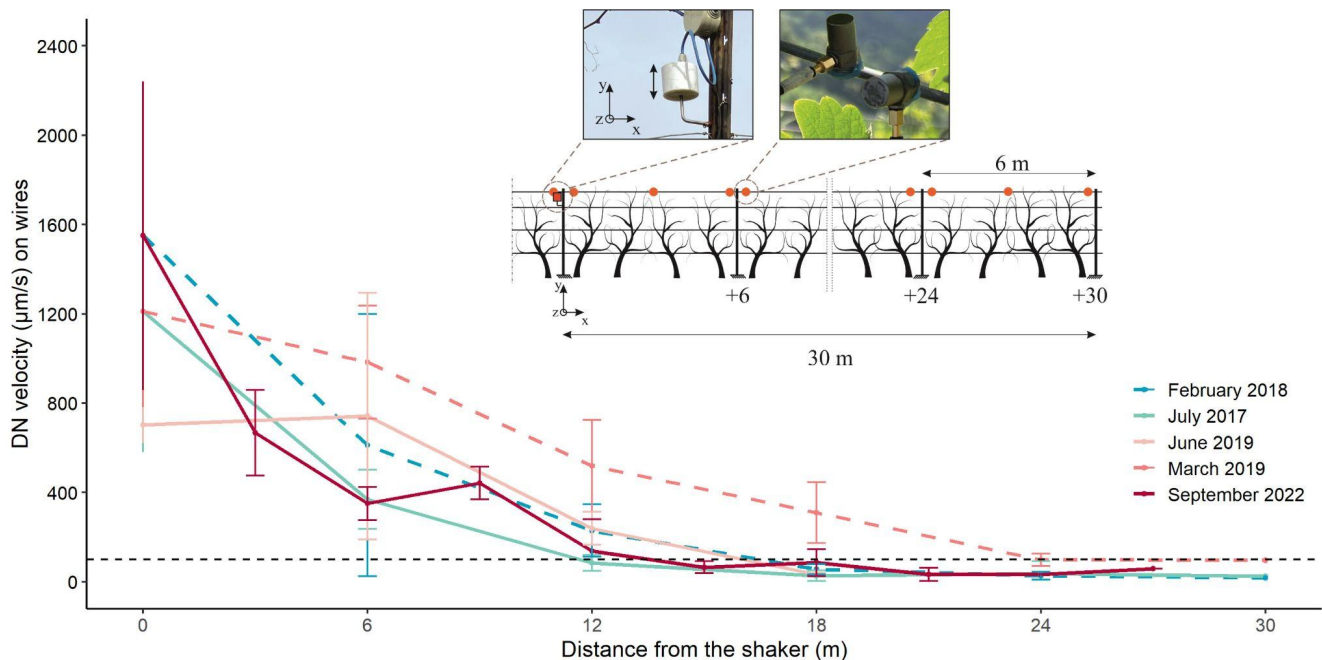 DN velocity (μm/s) on wires
2400
2000
1600
1200
800
400
0
0
6
12
18
24
30
Distance from the shaker (m)
y
z
x
6 m
+6
+24
+30
y
z
x
30 m
February 2018
July 2017
June 2019
March 2019
September 2022